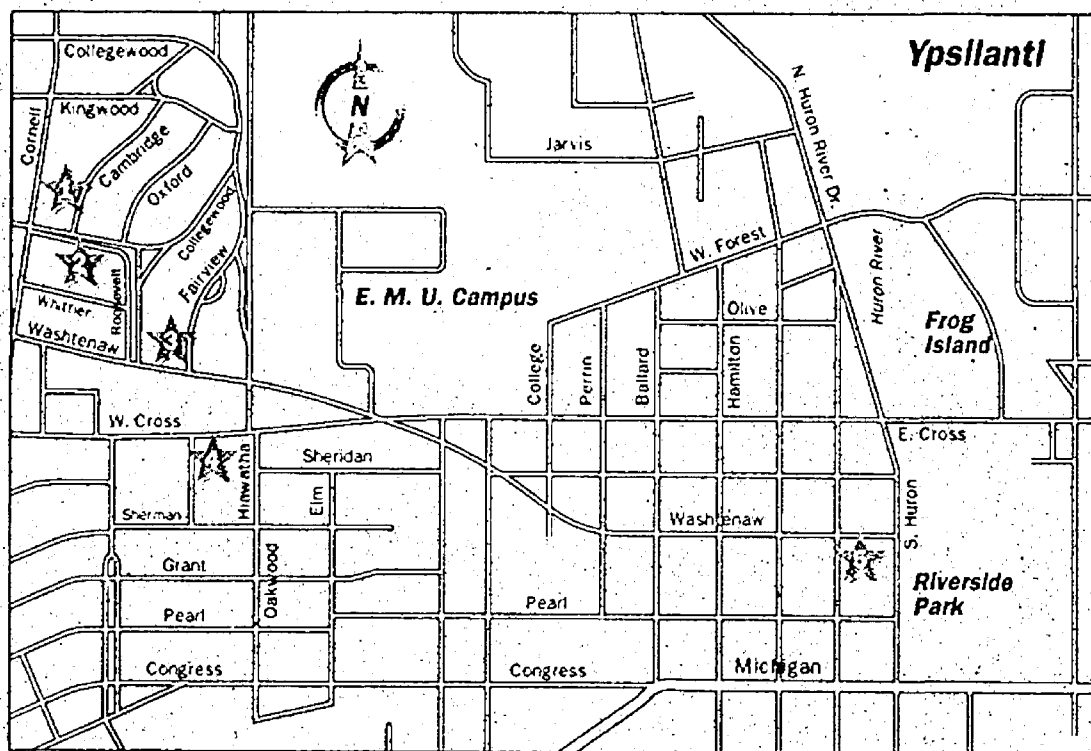 Ypsilanti
Collegewood
N
Kingwood
Cornell
Cambridge
Oxford
Jarvis
N. Huron River Dr.
Collegewood
Fairview
W. Forest
Huron River
2
Whittier
Roosevelt
E. M. U. Campus
Olive
Frog
Island
Washtenaw
3
College
Perrin
Ballard
Hamilton
W. Cross
E. Cross
Sheridan
Hiawatha
Elm
Sherman
Washtenaw
S. Huron
Grant
Oakwood
Riverside
Park
Pearl
Pearl
Congress
Congress
Michigan